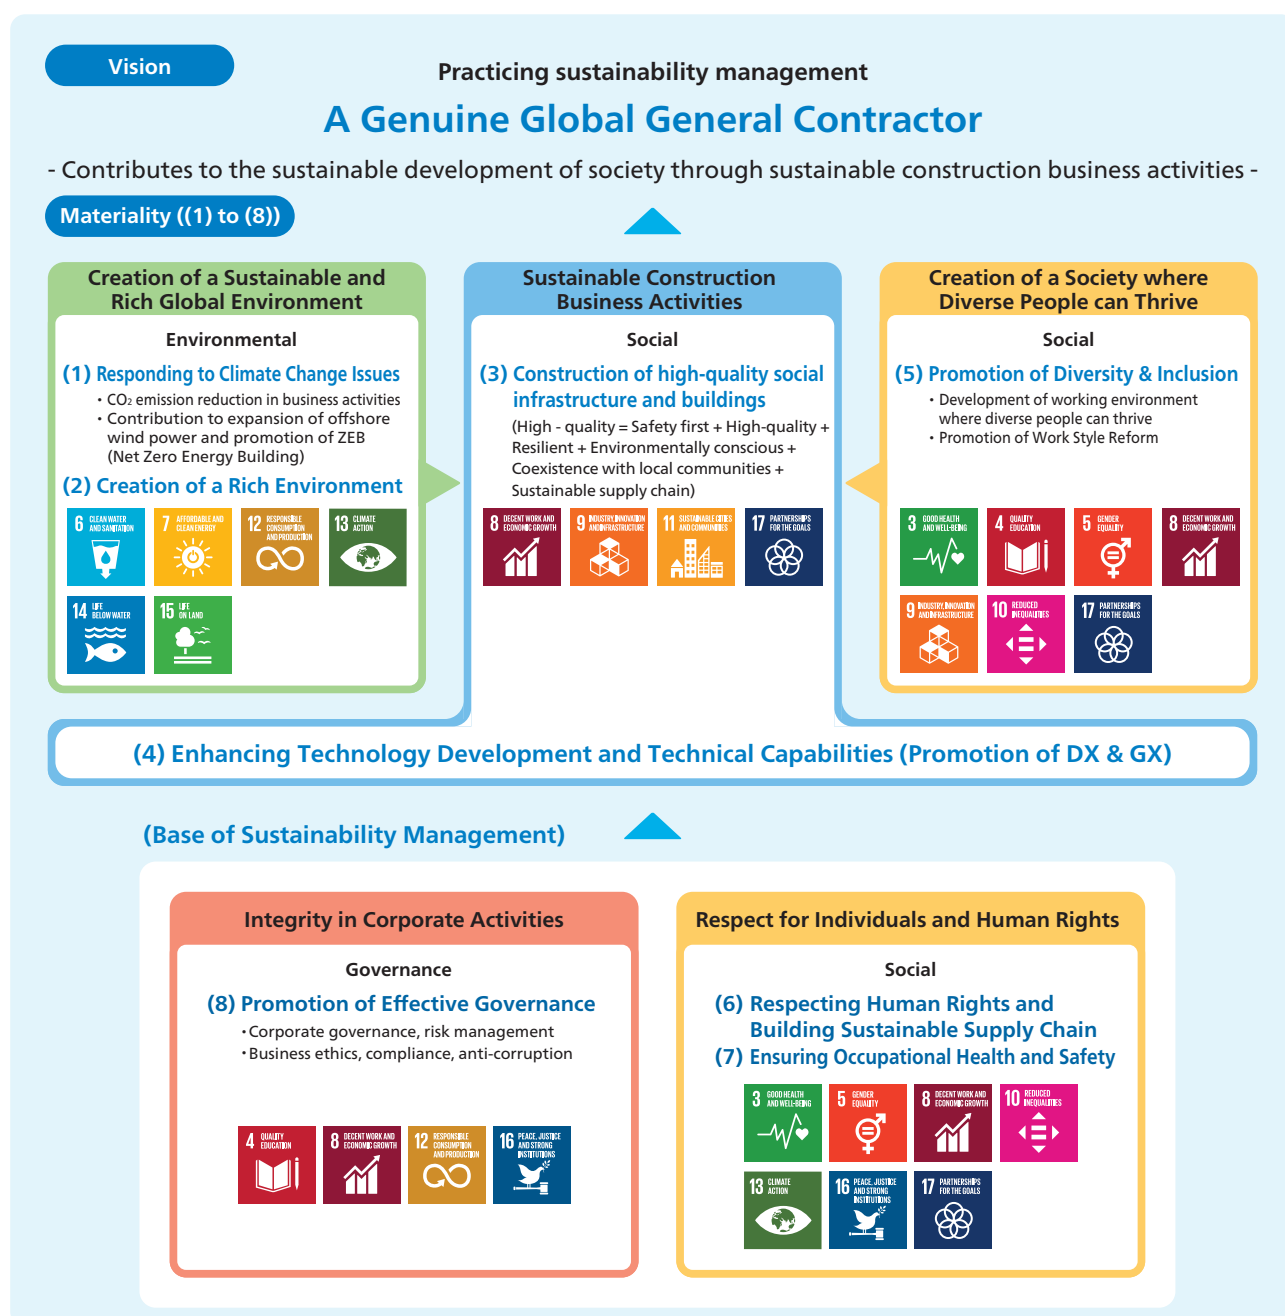 Vision
Practicing sustainability management
A Genuine Global General Contractor
- Contributes to the sustainable development of society through sustainable construction business activities -
Materiality ((1) to (8))
Creation of a Sustainable and
Rich Global Environment
Environmental
(1) Responding to Climate Change Issues
・CO2 emission reduction in business activities
・Contribution to expansion of offshore
wind power and promotion of ZEB
(Net Zero Energy Building)
(2) Creation of a Rich Environment
6 CLEAN WATER
AND SANITATION
7 AFFORDABLE AND
CLEAN ENERGY
12 RESPONSIBLE
CONSUMPTION
AND PRODUCTION
13 CLIMATE
ACTION
14 LIFE
BELOW WATER
15 LIFE
ON LAND
Sustainable Construction
Business Activities
Social
(3) Construction of high-quality social
infrastructure and buildings
(High - quality = Safety first + High-quality +
Resilient + Environmentally conscious +
Coexistence with local communities +
Sustainable supply chain)
8 DECENT WORK AND
ECONOMIC GROWTH
9 INDUSTRY, INNOVATION
AND INFRASTRUCTURE
11 SUSTAINABLE CITIES
AND COMMUNITIES
17 PARTNERSHIPS
FOR THE GOALS
Creation of a Society where
Diverse People can Thrive
Social
(5) Promotion of Diversity & Inclusion
・Development of working environment
where diverse people can thrive
・Promotion of Work Style Reform
3 GOOD HEALTH
AND WELL-BEING
4 QUALITY
EDUCATION
5 GENDER
EQUALITY
8 DECENT WORK AND
ECONOMIC GROWTH
9 INDUSTRY, INNOVATION
AND INFRASTRUCTURE
10 REDUCED
INEQUALITIES
17 PARTNERSHIPS
FOR THE GOALS
(4) Enhancing Technology Development and Technical Capabilities (Promotion of DX & GX)
(Base of Sustainability Management)
Integrity in Corporate Activities
Governance
(8) Promotion of Effective Governance
・Corporate governance, risk management
・Business ethics, compliance, anti-corruption
4 QUALITY
EDUCATION
8 DECENT WORK AND
ECONOMIC GROWTH
12 RESPONSIBLE
CONSUMPTION
AND PRODUCTION
16 PEACE, JUSTICE
AND STRONG
INSTITUTIONS
Respect for Individuals and Human Rights
Social
(6) Respecting Human Rights and
Building Sustainable Supply Chain
(7) Ensuring Occupational Health and Safety
3 GOOD HEALTH
AND WELL-BEING
5 GENDER
EQUALITY
8 DECENT WORK AND
ECONOMIC GROWTH
10 REDUCED
INEQUALITIES
13 CLIMATE
ACTION
16 PEACE, JUSTICE
AND STRONG
INSTITUTIONS
17 PARTNERSHIPS
FOR THE GOALS